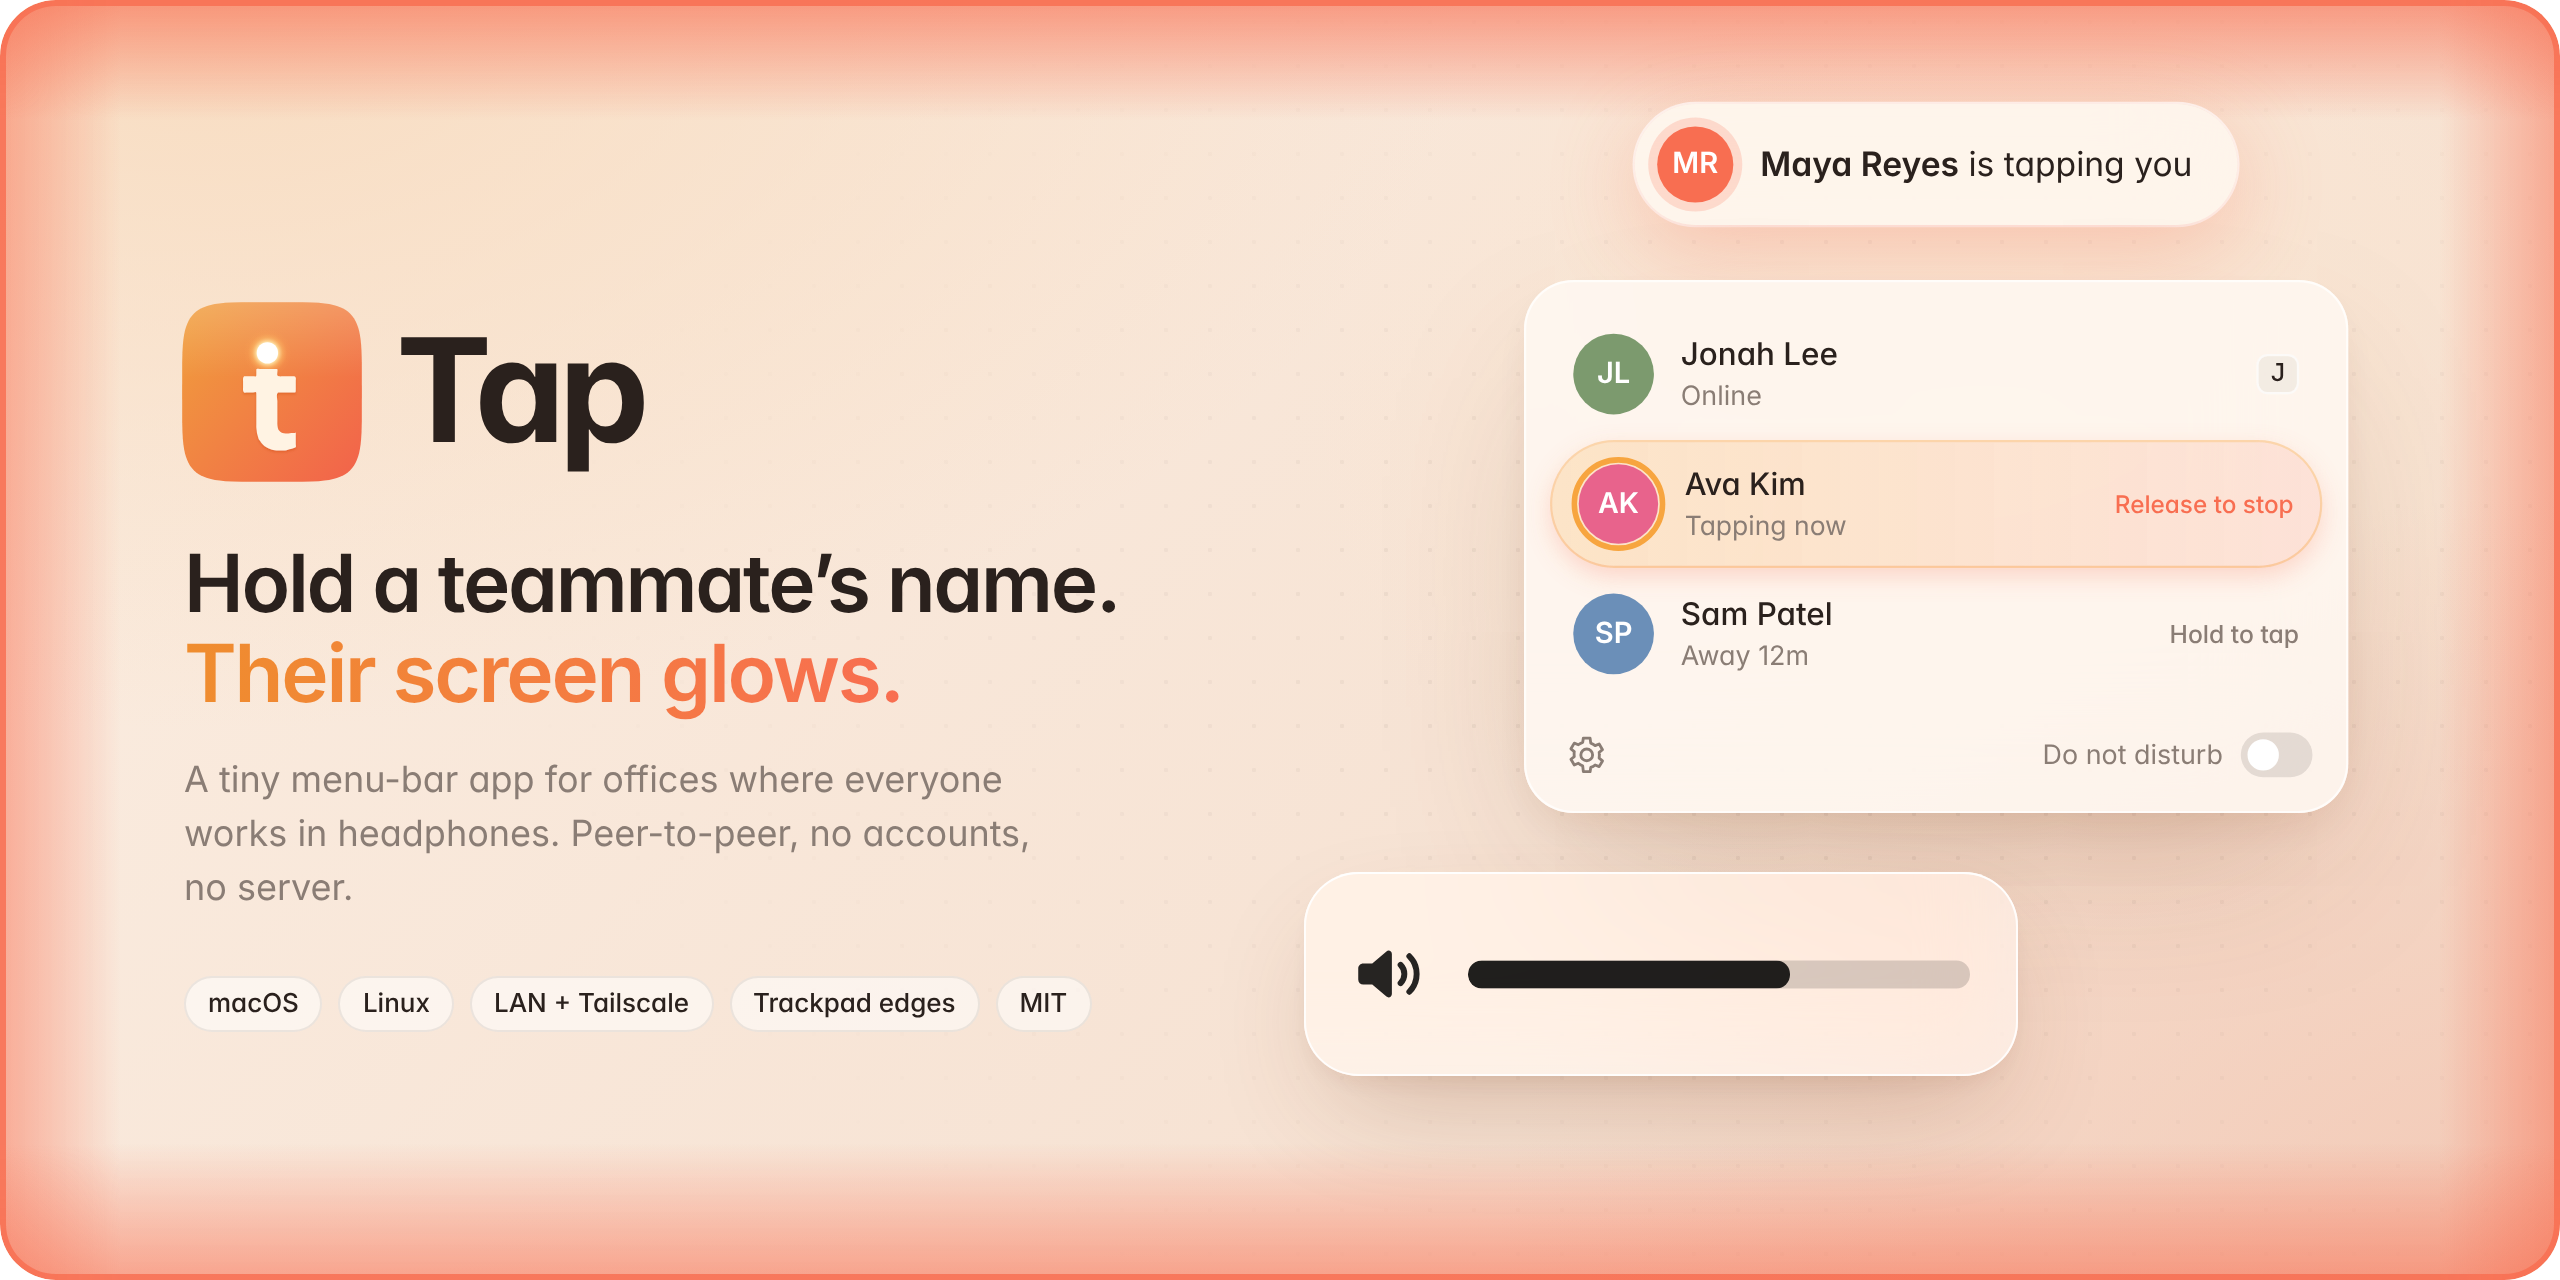 t
Tap
Hold a teammate’s name.
Their screen glows.
A tiny menu-bar app for offices where everyone
works in headphones. Peer-to-peer, no accounts,
no server.
macOS
Linux
LAN + Tailscale
Trackpad edges
MIT
MR
Maya Reyes is tapping you
JL
Jonah Lee
Online
J
AK
Ava Kim
Tapping now
Release to stop
SP
Sam Patel
Away 12m
Hold to tap
Do not disturb